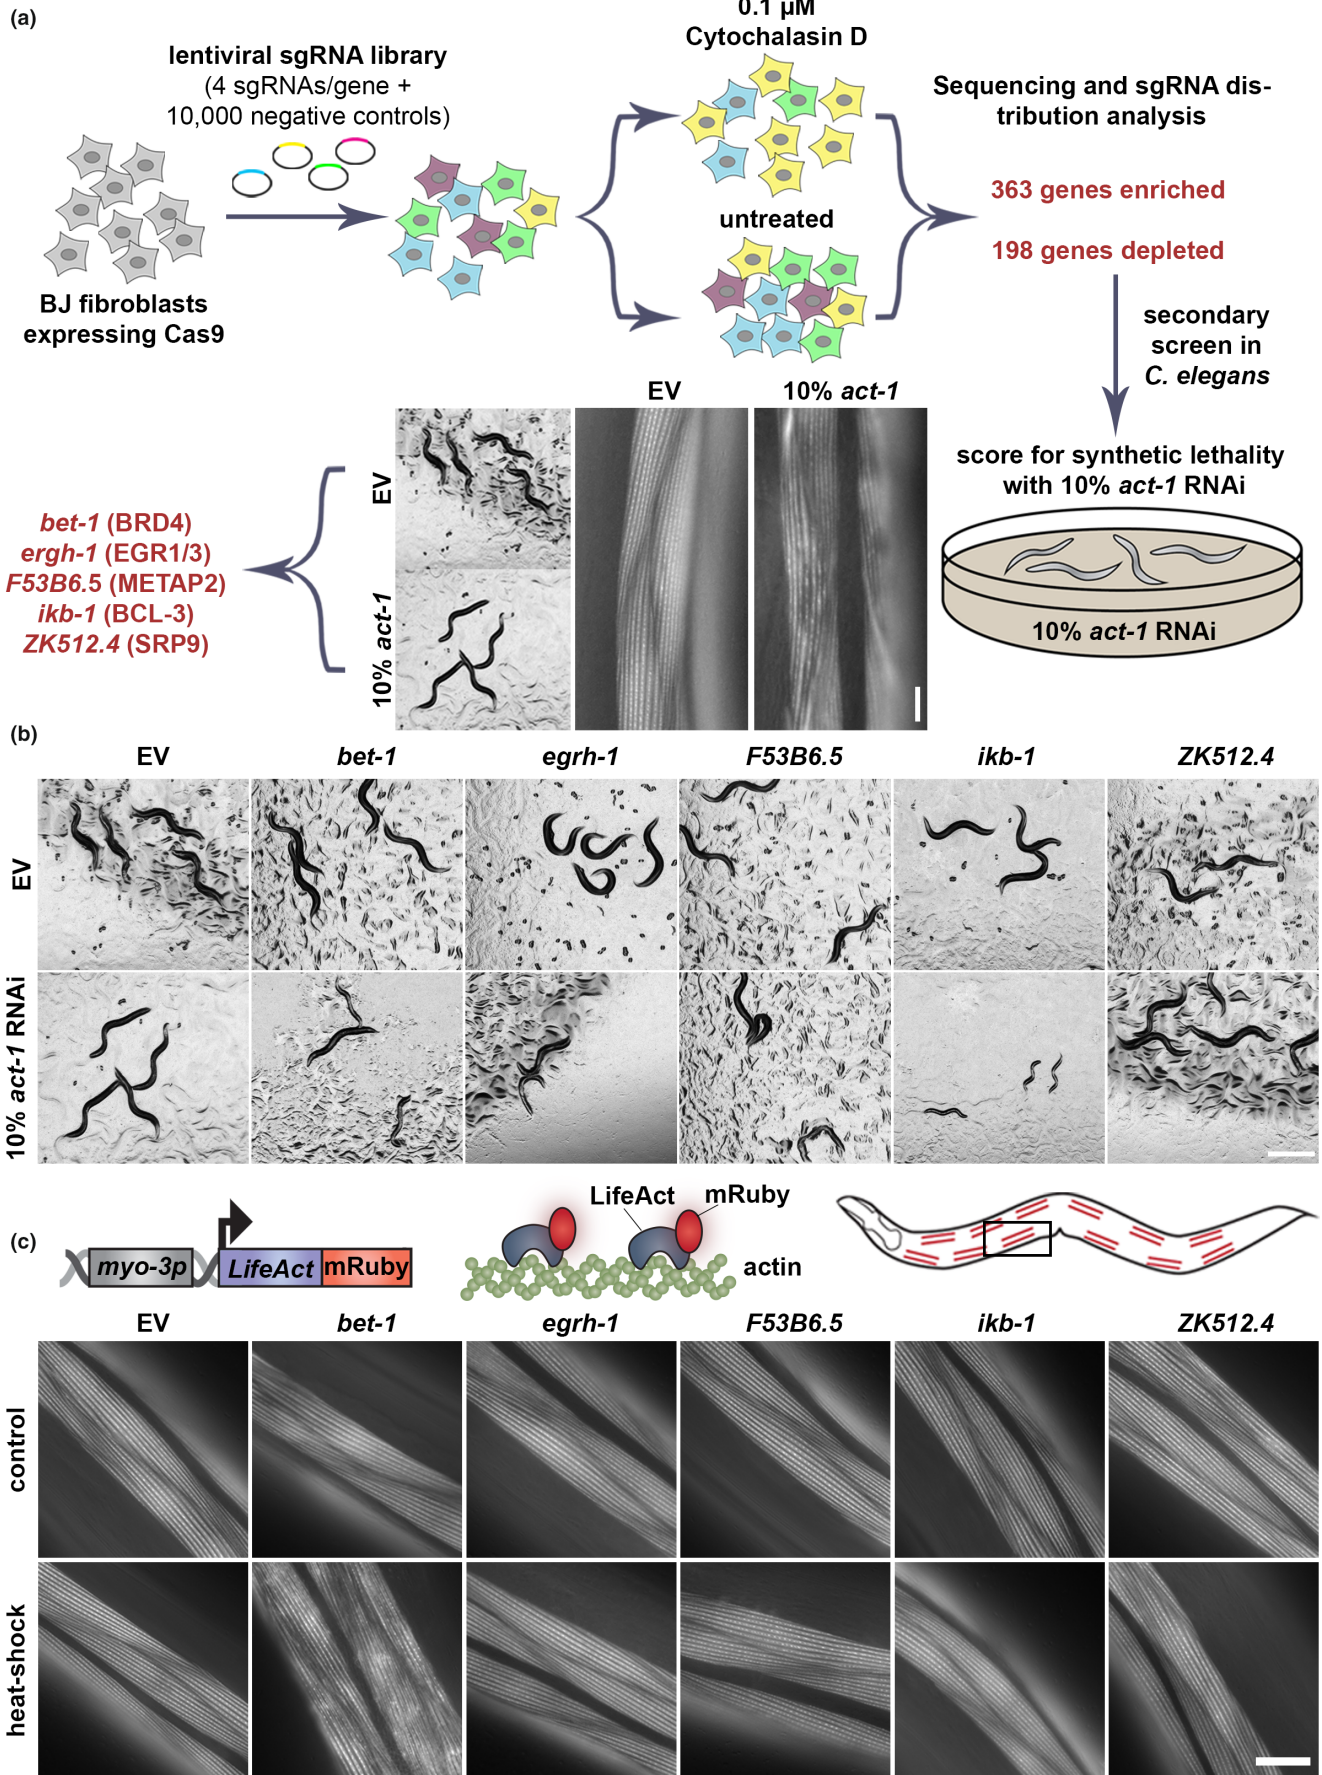 (a)
lentiviral sgRNA library
(4 sgRNAs/gene +
10,000 negative controls)
BJ fibroblasts
expressing Cas9
0.1 µM
Cytochalasin D
untreated
Sequencing and sgRNA dis-
tribution analysis
363 genes enriched
198 genes depleted
secondary
screen in
C. elegans
score for synthetic lethality
with 10% act-1 RNAi
10% act-1 RNAi
EV
10% act-1
EV
10% act-1
bet-1 (BRD4)
ergh-1 (EGR1/3)
F53B6.5 (METAP2)
ikb-1 (BCL-3)
ZK512.4 (SRP9)
(b)
EV bet-1 egrh-1 F53B6.5 ikb-1 ZK512.4
EV
10% act-1 RNAi
(c)
myo-3p LifeAct mRuby
LifeAct mRuby
actin
EV bet-1 egrh-1 F53B6.5 ikb-1 ZK512.4
control
heat-shock